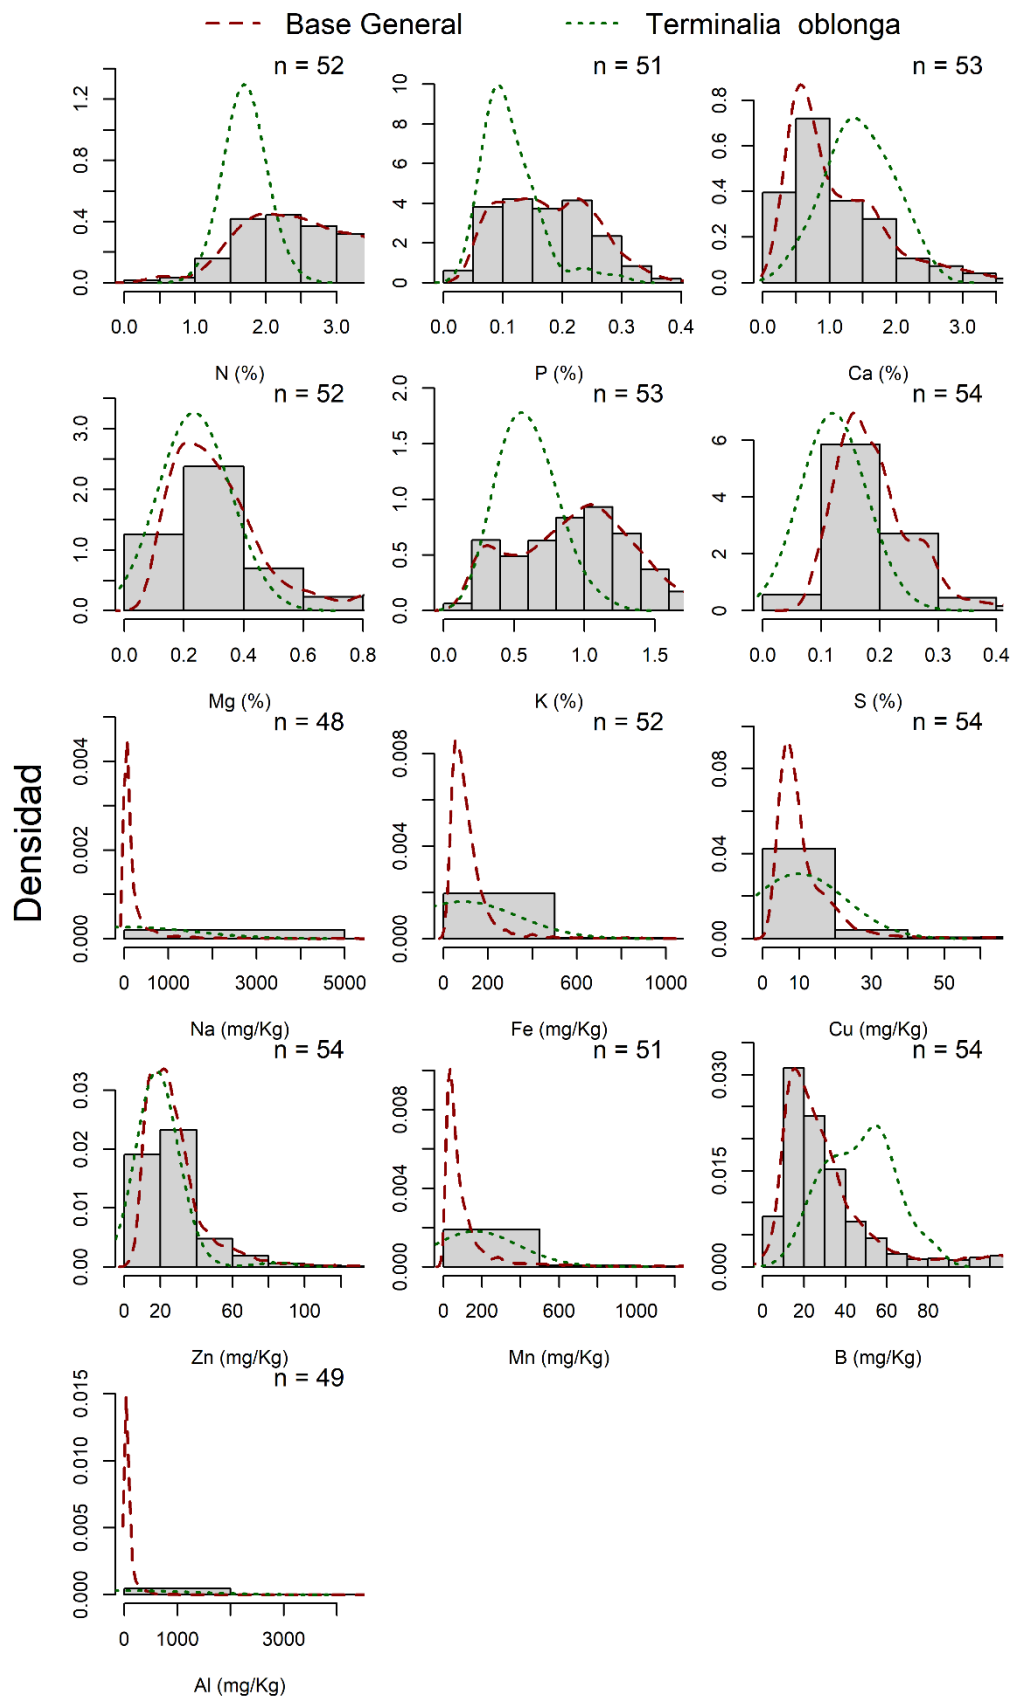 Base General Terminalia oblonga
n = 52 n = 51 n = 53
0.0 0.4 0.8 1.2
0 2 4 6 8 10
0.0 0.2 0.4 0.6 0.8
0.0 1.0 2.0 3.0
0.0 0.1 0.2 0.3 0.4
0.0 1.0 2.0 3.0
N (%) P (%) Ca (%)
n = 52 n = 53 n = 54
0.0 1.0 2.0 3.0
0.0 0.5 1.0 1.5 2.0
0 2 4 6
0.0 0.2 0.4 0.6 0.8
0.0 0.5 1.0 1.5
0.0 0.1 0.2 0.3 0.4
Mg (%) K (%) S (%)
Densidad
n = 48 n = 52 n = 54
0.000 0.002 0.004
0.000 0.004 0.008
0.00 0.04 0.08
0 1000 3000 5000
0 200 600 1000
0 10 30 50
Na (mg/Kg) Fe (mg/Kg) Cu (mg/Kg)
n = 54 n = 51 n = 54
0.00 0.01 0.02 0.03
0.000 0.004 0.008
0.000 0.015 0.030
0 20 60 100
0 200 600 1000
0 20 40 60 80
Zn (mg/Kg) Mn (mg/Kg) B (mg/Kg)
n = 49
0.000 0.005 0.010 0.015
0 1000 3000
Al (mg/Kg)